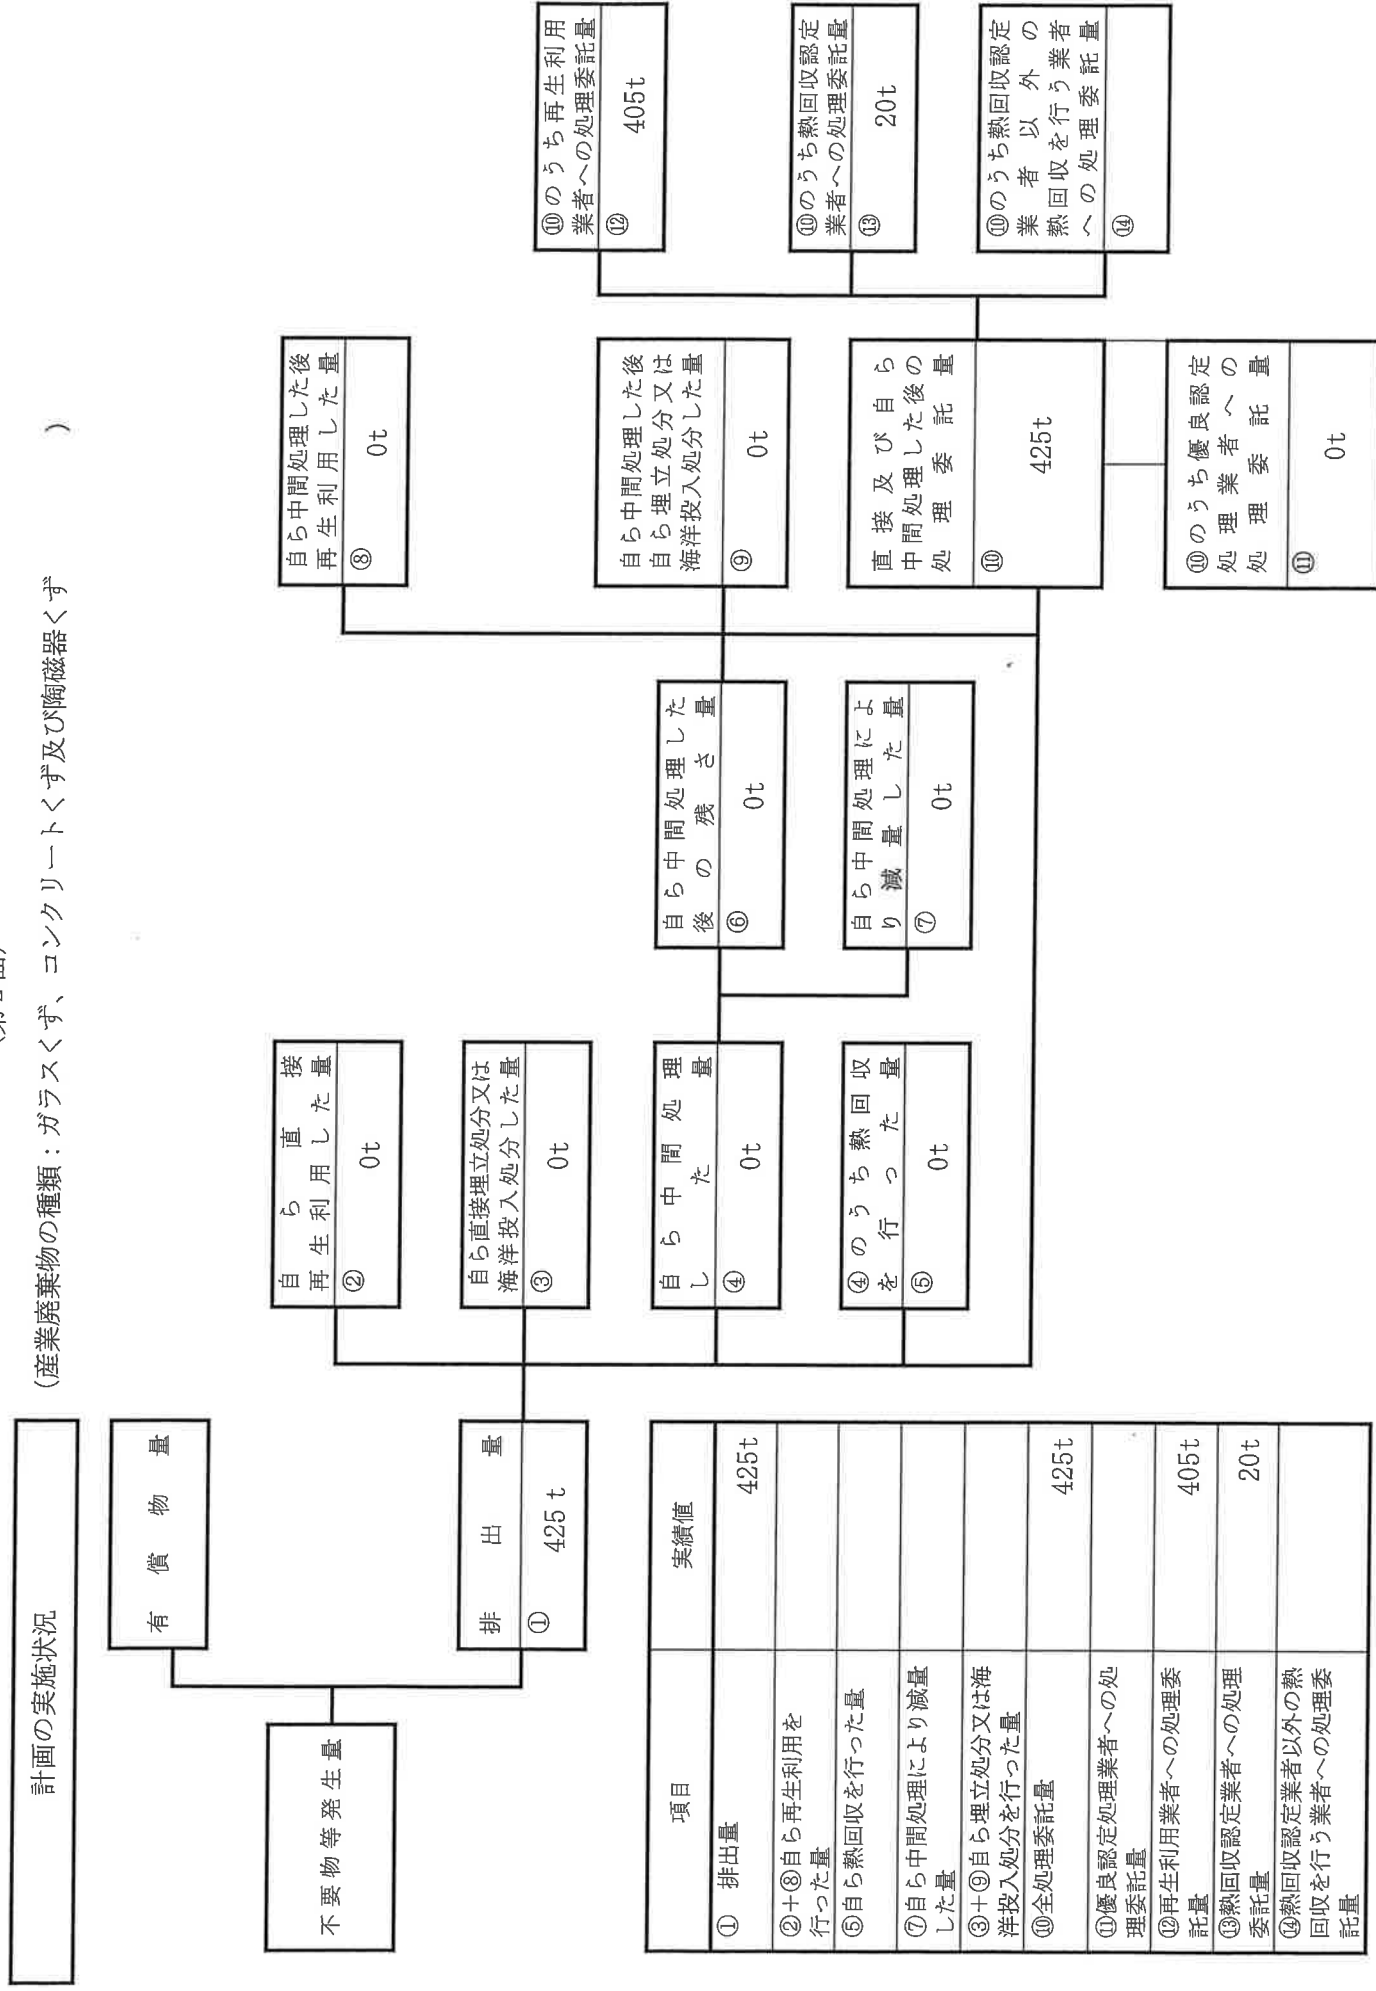 計画の実施状況
(産業廃棄物の種類：ガラスくず、コンクリートくず及び陶磁器くず )
不要物等発生量
有償物量
排出量
① 425 t
自ら直接
再生利用した量
② 0t
自ら直接埋立処分又は
海洋投入処分した量
③ 0t
自ら中間処理
した量
④ 0t
④のうち熱回収
を行った量
⑤ 0t
自ら中間処理した
後の残さ量
⑥ 0t
自ら中間処理によ
り減量した量
⑦ 0t
自ら中間処理した後
再生利用した量
⑧ 0t
自ら中間処理した後
自ら埋立処分又は
海洋投入処分した量
⑨ 0t
直接及び自ら
中間処理した後の
処理委託量
⑩ 425t
⑩のうち優良認定
処理業者への
処理委託量
⑪ 0t
⑩のうち再生利用
業者への処理委託量
⑫ 405t
⑩のうち熱回収認定
業者への処理委託量
⑬ 20t
⑩のうち熱回収認定
業者以外の
熱回収を行う業者
への処理委託量
⑭
項目 実績値
① 排出量 425t
②＋⑧自ら再生利用を
行った量
⑤自ら熱回収を行った量
⑦自ら中間処理により減量
した量
③＋⑨自ら埋立処分又は海
洋投入処分を行った量
⑩全処理委託量 425t
⑪優良認定処理業者への処
理委託量
⑫再生利用業者への処理委
託量 405t
⑬熱回収認定業者への処理
委託量 20t
⑭熱回収認定業者以外の熱
回収を行う業者への処理委
託量